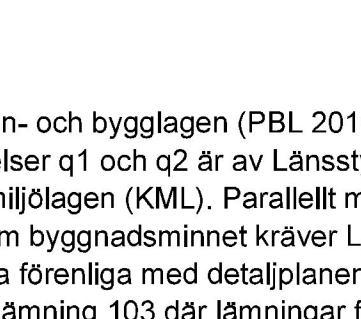 n- och bygglagen (PBL 201
elser q1 och q2 är av Länsst
miljölagen (KML). Parallellt m
m byggnadsminnet kräver L
a förenliga med detaljplanen
lämning 103 där lämningar f